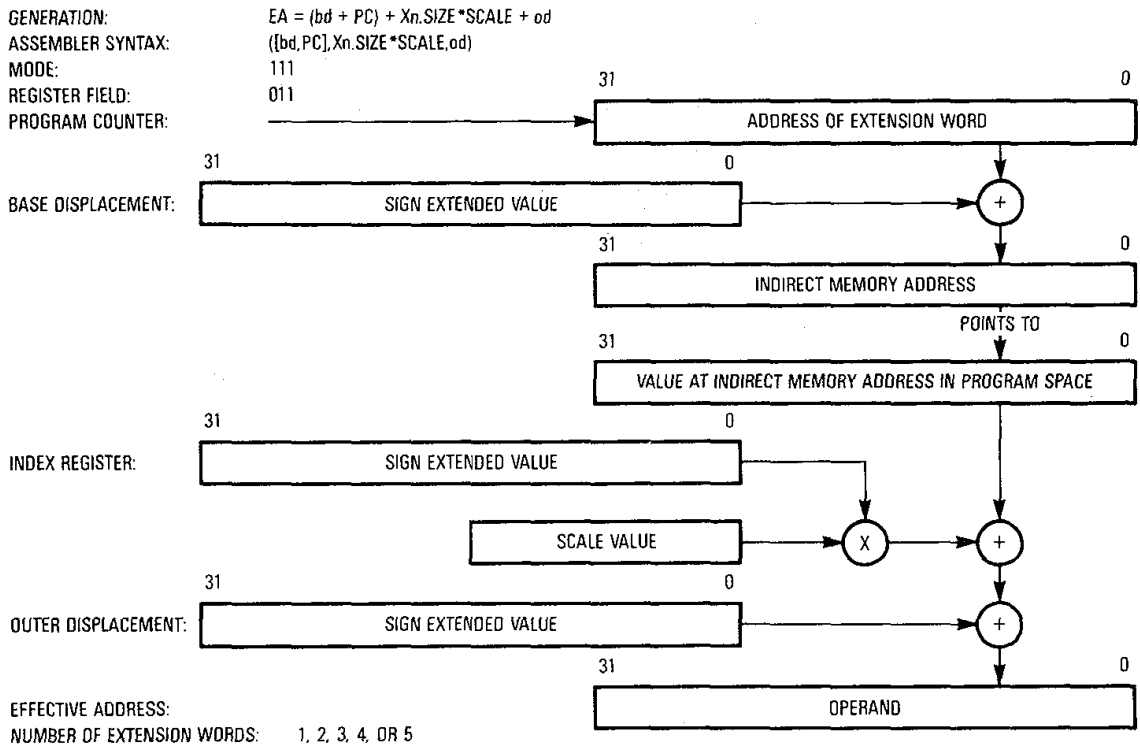 GENERATION: EA = (bd + PC) + Xn.SIZE*SCALE + od
ASSEMBLER SYNTAX: ([bd,PC],Xn.SIZE*SCALE,od)
MODE: 111
31 0
REGISTER FIELD: 011
PROGRAM COUNTER: ADDRESS OF EXTENSION WORD
31 0
BASE DISPLACEMENT: SIGN EXTENDED VALUE +
31 0
INDIRECT MEMORY ADDRESS
POINTS TO
31 0
VALUE AT INDIRECT MEMORY ADDRESS IN PROGRAM SPACE
31 0
INDEX REGISTER: SIGN EXTENDED VALUE
SCALE VALUE X +
31 0
OUTER DISPLACEMENT: SIGN EXTENDED VALUE +
31 0
EFFECTIVE ADDRESS: OPERAND
NUMBER OF EXTENSION WORDS: 1, 2, 3, 4, OR 5